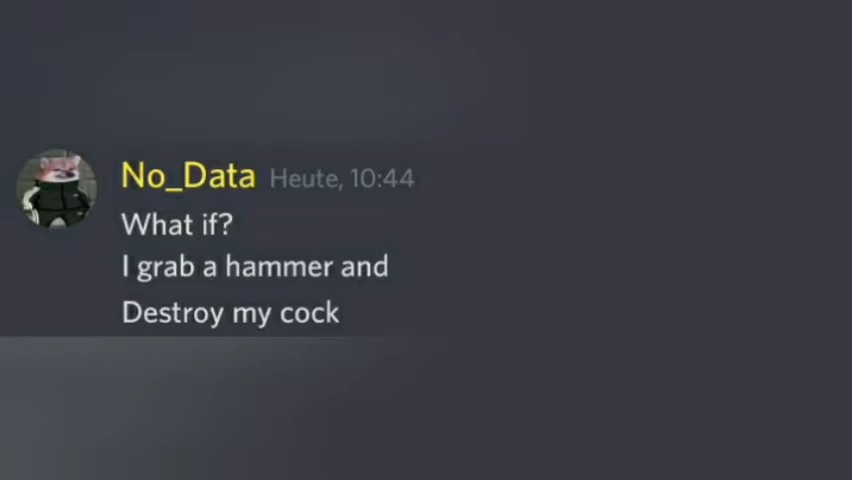 No_Data Heute, 10:44
What if?
I grab a hammer and
Destroy my cock